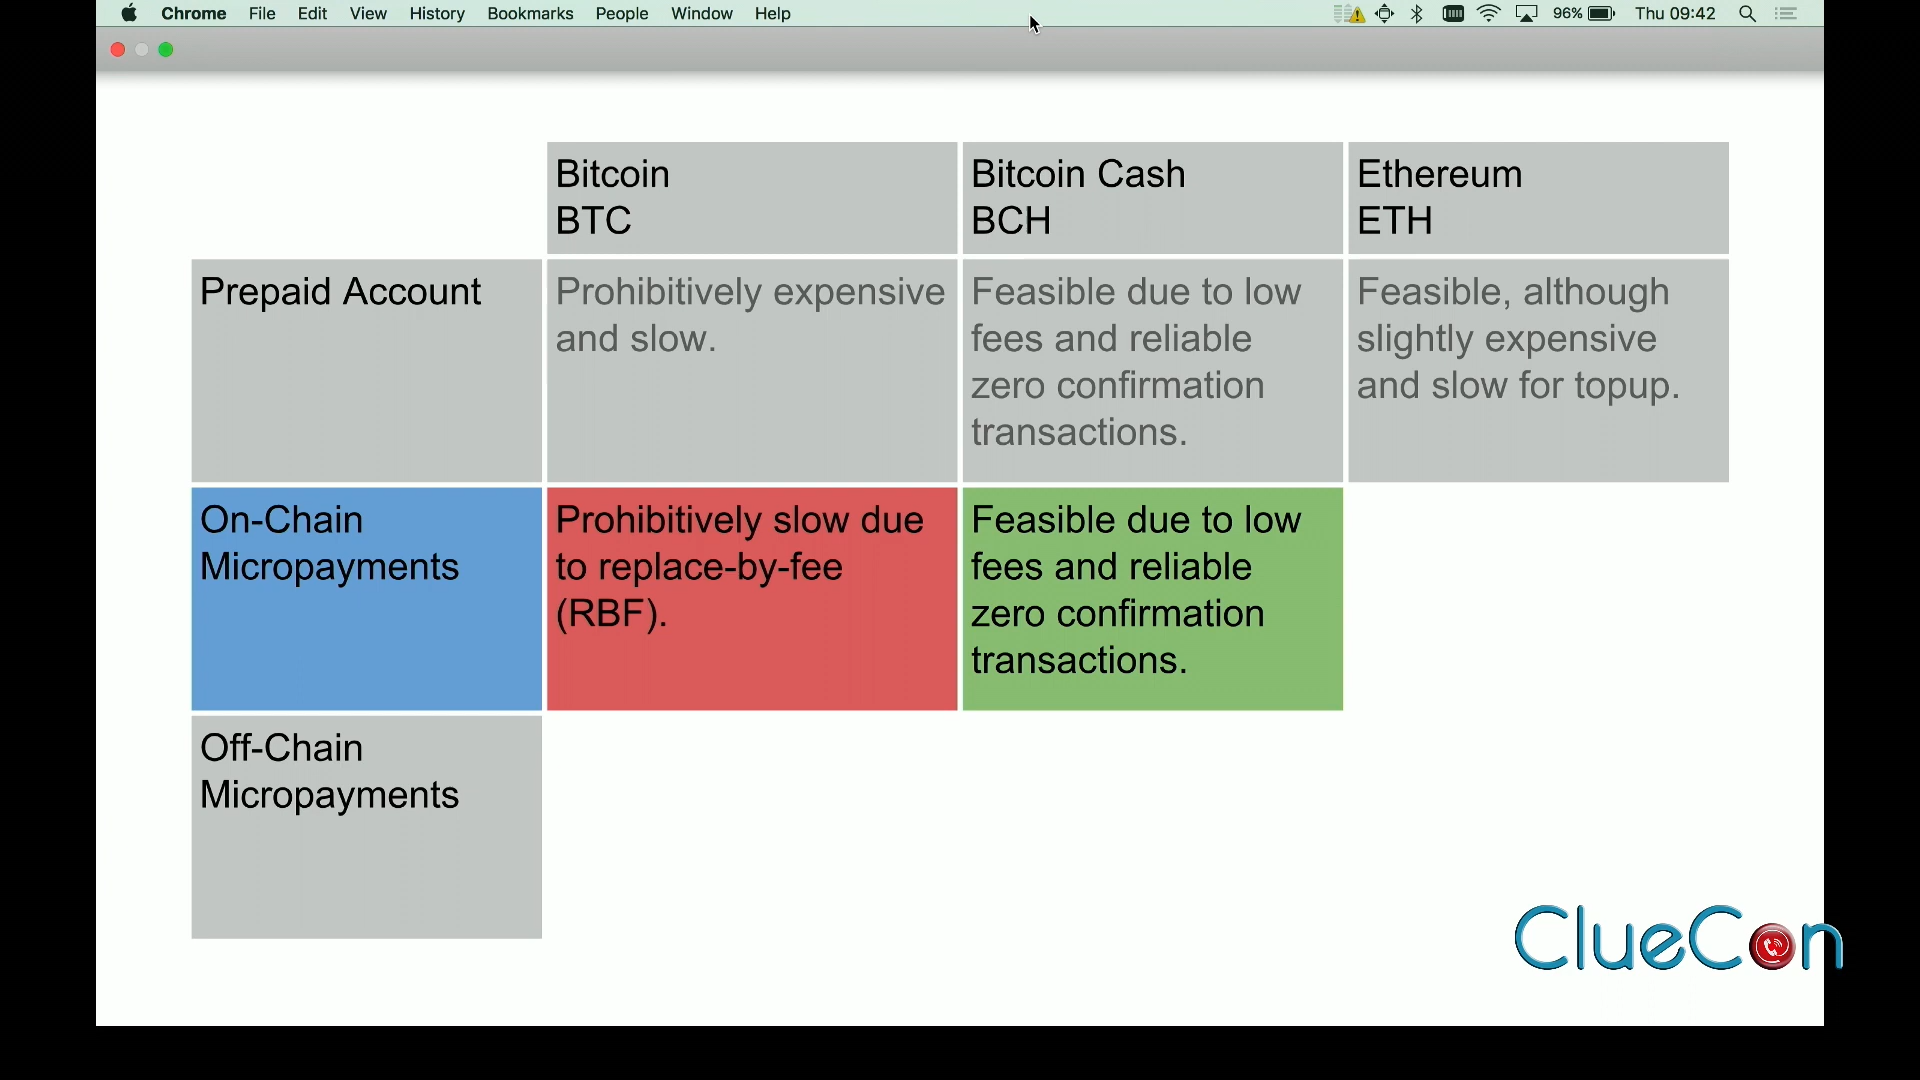 Chrome File Edit View History Bookmarks People Window Help 96% Thu 09:42
Bitcoin
BTC
Bitcoin Cash
BCH
Ethereum
ETH
Prepaid Account
Prohibitively expensive
and slow.
Feasible due to low
fees and reliable
zero confirmation
transactions.
Feasible, although
slightly expensive
and slow for topup.
On-Chain
Micropayments
Prohibitively slow due
to replace-by-fee
(RBF).
Feasible due to low
fees and reliable
zero confirmation
transactions.
Off-Chain
Micropayments
ClueCon